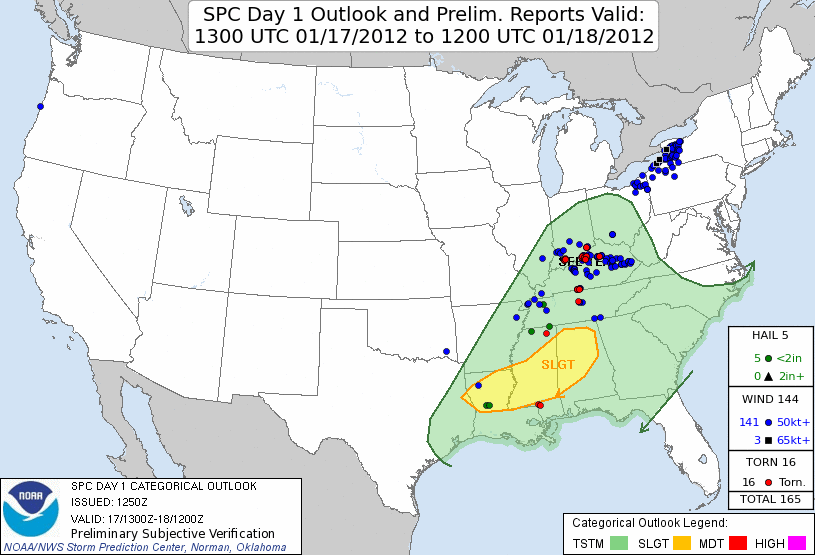 SPC Day 1 Outlook and Prelim. Reports Valid:
1300 UTC 01/17/2012 to 1200 UTC 01/18/2012
SLGT
HAIL 5
5 <2in
0 2in+
WIND 144
141 50kt+
3 65kt+
TORN 16
16 Torn.
TOTAL 165
NOAA
SPC DAY 1 CATEGORICAL OUTLOOK
ISSUED: 1250Z
VALID: 17/1300Z-18/1200Z
Preliminary Subjective Verification
NOAA/NWS Storm Prediction Center, Norman, Oklahoma
Categorical Outlook Legend:
TSTM SLGT MDT HIGH